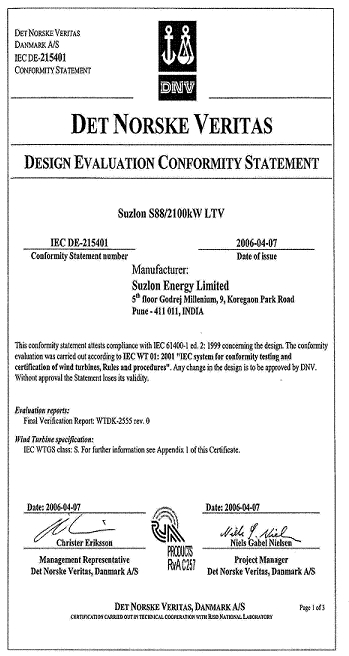 DET NORSKE VERITAS
DANMARK A/S
IEC DE-215401
CONFORMITY STATEMENT
DNV
DET NORSKE VERITAS
DESIGN EVALUATION CONFORMITY STATEMENT
Suzlon S88/2100kW LTV
IEC DE-215401 2006-04-07
Conformity Statement number Date of issue
Manufacturer:
Suzlon Energy Limited
5th floor Godrej Millenium, 9, Koregaon Park Road
Pune - 411 011, INDIA
This conformity statement attests compliance with IEC 61400-1 ed. 2: 1999 concerning the design. The conformity
evaluation was carried out according to IEC WT 01: 2001 "IEC system for conformity testing and
certification of wind turbines, Rules and procedures". Any change in the design is to be approved by DNV.
Without approval the Statement loses its validity.
Evaluation reports:
Final Verification Report: WTDK-2555 rev. 0
Wind Turbine specification:
IEC WTGS class: S. For further information see Appendix 1 of this Certificate.
Date: 2006-04-07 Date: 2006-04-07
Christer Eriksson Niels Gabel Nielsen
Management Representative Project Manager
Det Norske Veritas, Danmark A/S Det Norske Veritas, Danmark A/S
PRODUCTS
RvA C257
DET NORSKE VERITAS, DANMARK A/S Page 1 of 3
CERTIFICATION CARRIED OUT IN TECHNICAL COOPERATION WITH RISØ NATIONAL LABORATORY